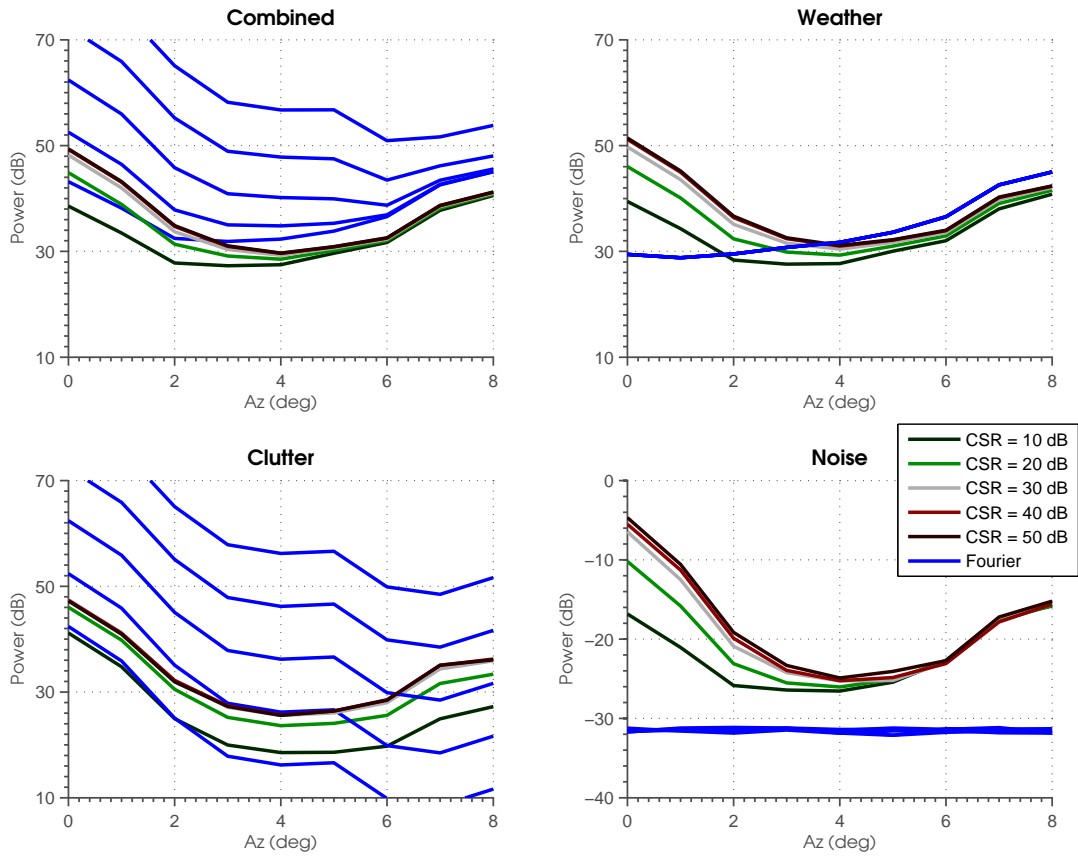 Combined
70
50
30
10
Power (dB)
0 2 4 6 8
Az (deg)
Weather
70
50
30
10
Power (dB)
0 2 4 6 8
Az (deg)
Clutter
70
50
30
10
Power (dB)
0 2 4 6 8
Az (deg)
Noise
0
−10
−20
−30
−40
Power (dB)
0 2 4 6 8
Az (deg)
CSR = 10 dB
CSR = 20 dB
CSR = 30 dB
CSR = 40 dB
CSR = 50 dB
Fourier